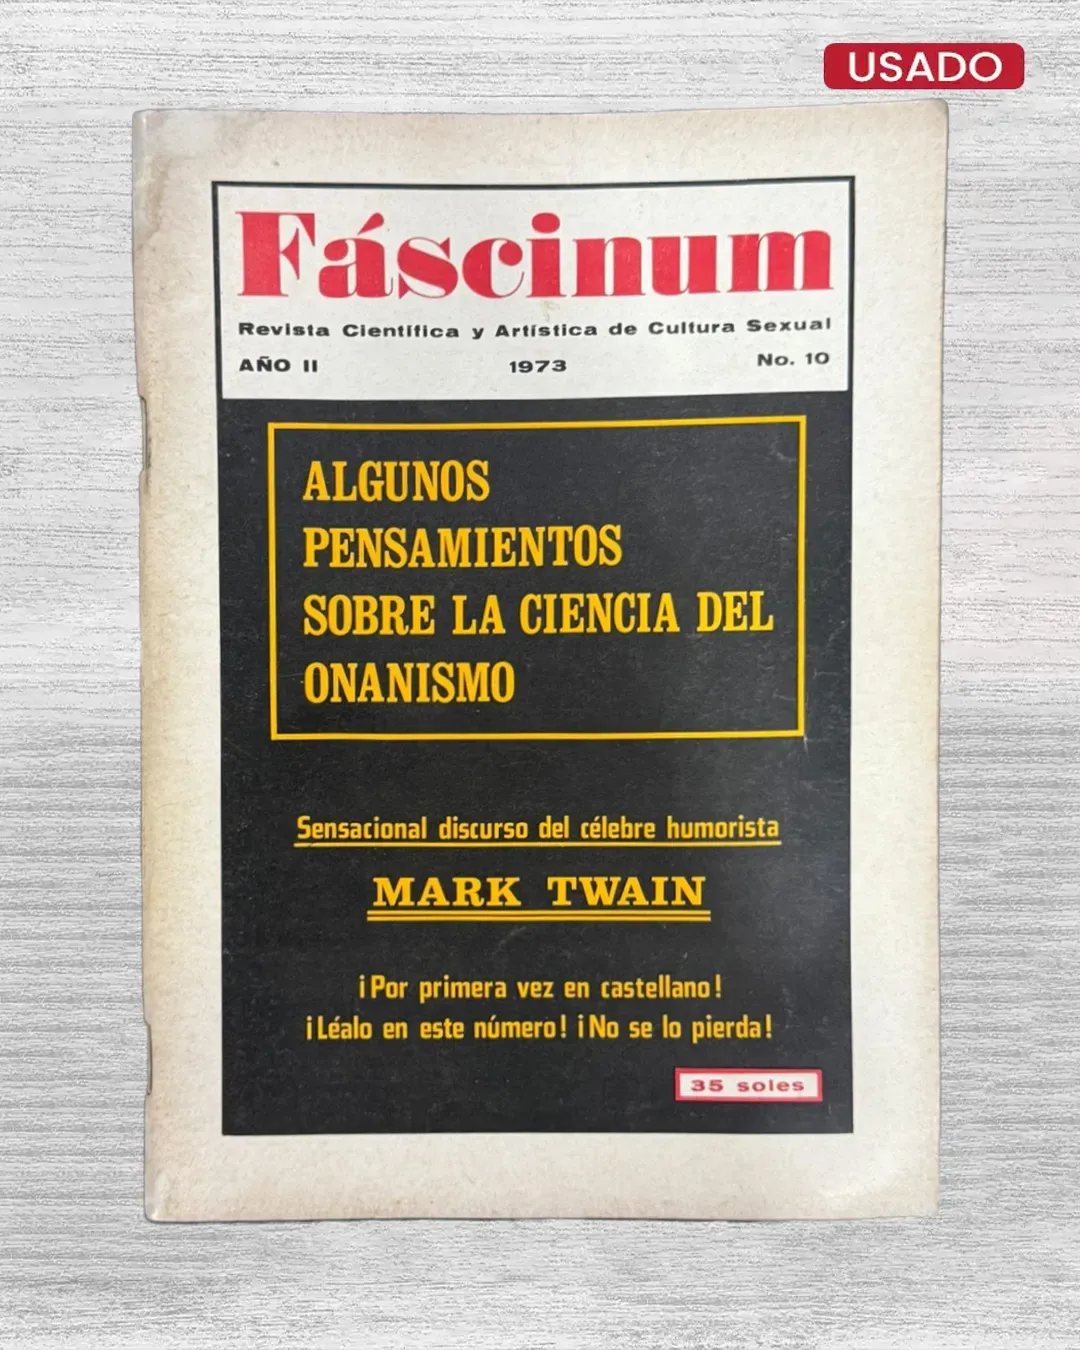 USADO
Fáscinum
Revista Científica y Artística de Cultura Sexual
AÑO II 1973 No. 10
ALGUNOS
PENSAMIENTOS
SOBRE LA CIENCIA DEL
ONANISMO
Sensacional discurso del célebre humorista
MARK TWAIN
¡Por primera vez en castellano!
¡Léalo en este número! ¡No se lo pierda!
35 soles